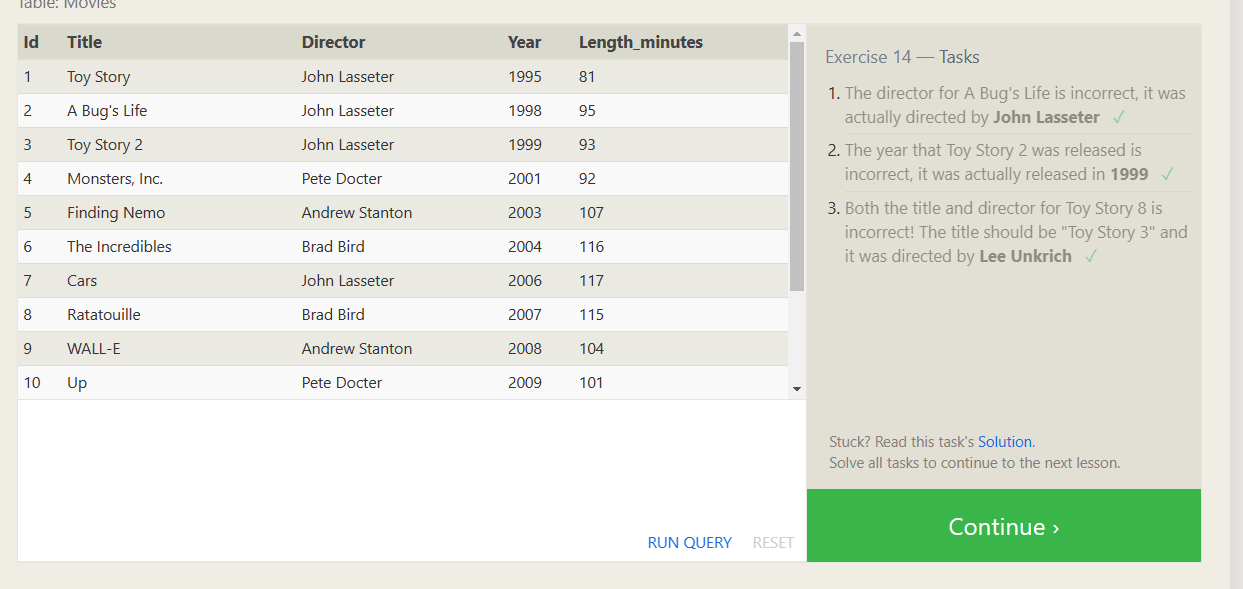 Table: Movies
Id Title Director Year Length_minutes
1 Toy Story John Lasseter 1995 81
2 A Bug's Life John Lasseter 1998 95
3 Toy Story 2 John Lasseter 1999 93
4 Monsters, Inc. Pete Docter 2001 92
5 Finding Nemo Andrew Stanton 2003 107
6 The Incredibles Brad Bird 2004 116
7 Cars John Lasseter 2006 117
8 Ratatouille Brad Bird 2007 115
9 WALL-E Andrew Stanton 2008 104
10 Up Pete Docter 2009 101
RUN QUERY RESET
Exercise 14 — Tasks
1. The director for A Bug's Life is incorrect, it was
actually directed by John Lasseter ✓
2. The year that Toy Story 2 was released is
incorrect, it was actually released in 1999 ✓
3. Both the title and director for Toy Story 8 is
incorrect! The title should be "Toy Story 3" and
it was directed by Lee Unkrich ✓
Stuck? Read this task's Solution.
Solve all tasks to continue to the next lesson.
Continue ›